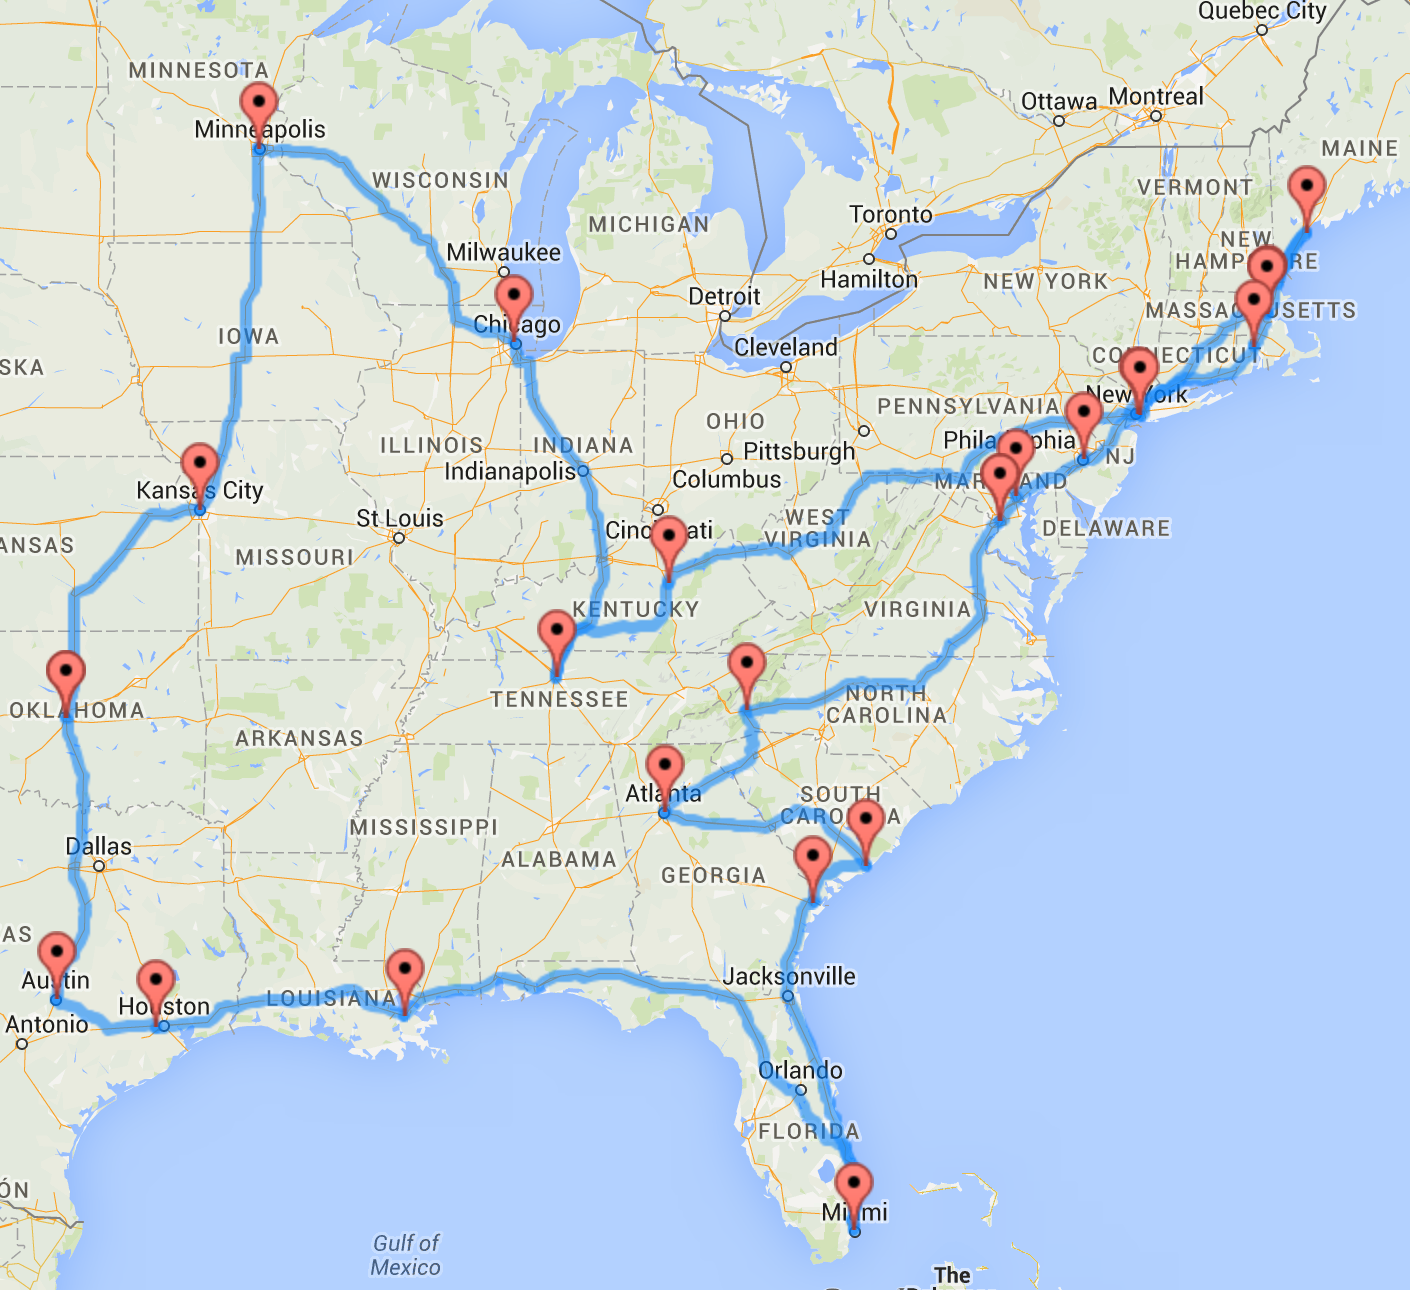 Quebec City
MINNESOTA
Ottawa
Montreal
Minneapolis
MAINE
WISCONSIN
VERMONT
Toronto
MICHIGAN
NEW
HAMPSHIRE
Milwaukee
Hamilton
NEW YORK
Detroit
MASSACHUSETTS
Chicago
IOWA
Cleveland
CONNECTICUT
SKA
New York
PENNSYLVANIA
OHIO
Philadelphia
ILLINOIS
INDIANA
Pittsburgh
NJ
Indianapolis
Columbus
MARYLAND
Kansas City
St Louis
WEST
VIRGINIA
Cincinnati
DELAWARE
ANSAS
MISSOURI
KENTUCKY
VIRGINIA
TENNESSEE
NORTH
CAROLINA
OKLAHOMA
ARKANSAS
Atlanta
SOUTH
CAROLINA
MISSISSIPPI
Dallas
ALABAMA
GEORGIA
AS
Austin
Jacksonville
LOUISIANA
Houston
Antonio
Orlando
FLORIDA
ÓN
Miami
Gulf of
Mexico
The